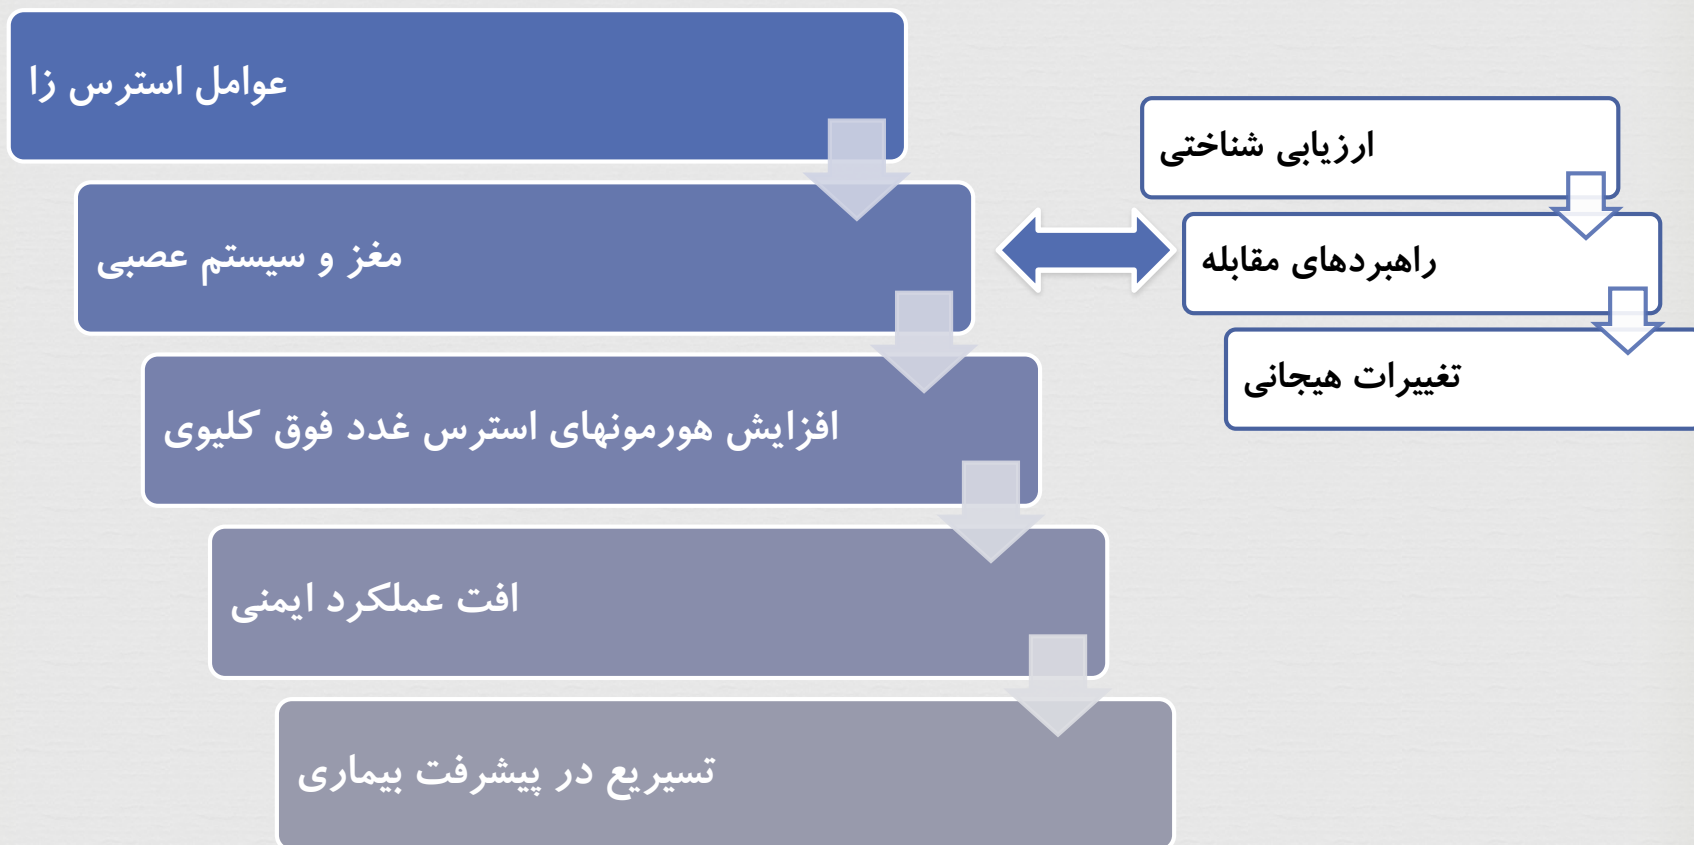 عوامل استرس زا
مغز و سیستم عصبی
افزایش هورمونهای استرس غدد فوق کلیوی
افت عملکرد ایمنی
تسیریع در پیشرفت بیماری
ارزیابی شناختی
راهبردهای مقابله
تغییرات هیجانی